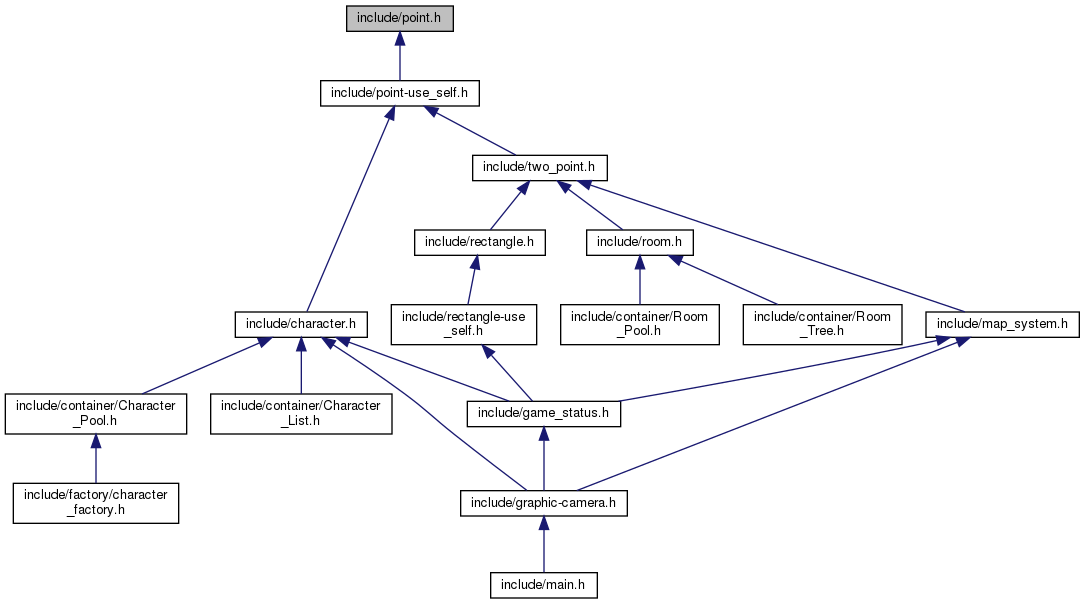 include/point.h
include/point-use_self.h
include/two_point.h
include/rectangle.h
include/room.h
include/character.h
include/rectangle-use
_self.h
include/container/Room
_Pool.h
include/container/Room
_Tree.h
include/map_system.h
include/container/Character
_Pool.h
include/container/Character
_List.h
include/game_status.h
include/factory/character
_factory.h
include/graphic-camera.h
include/main.h